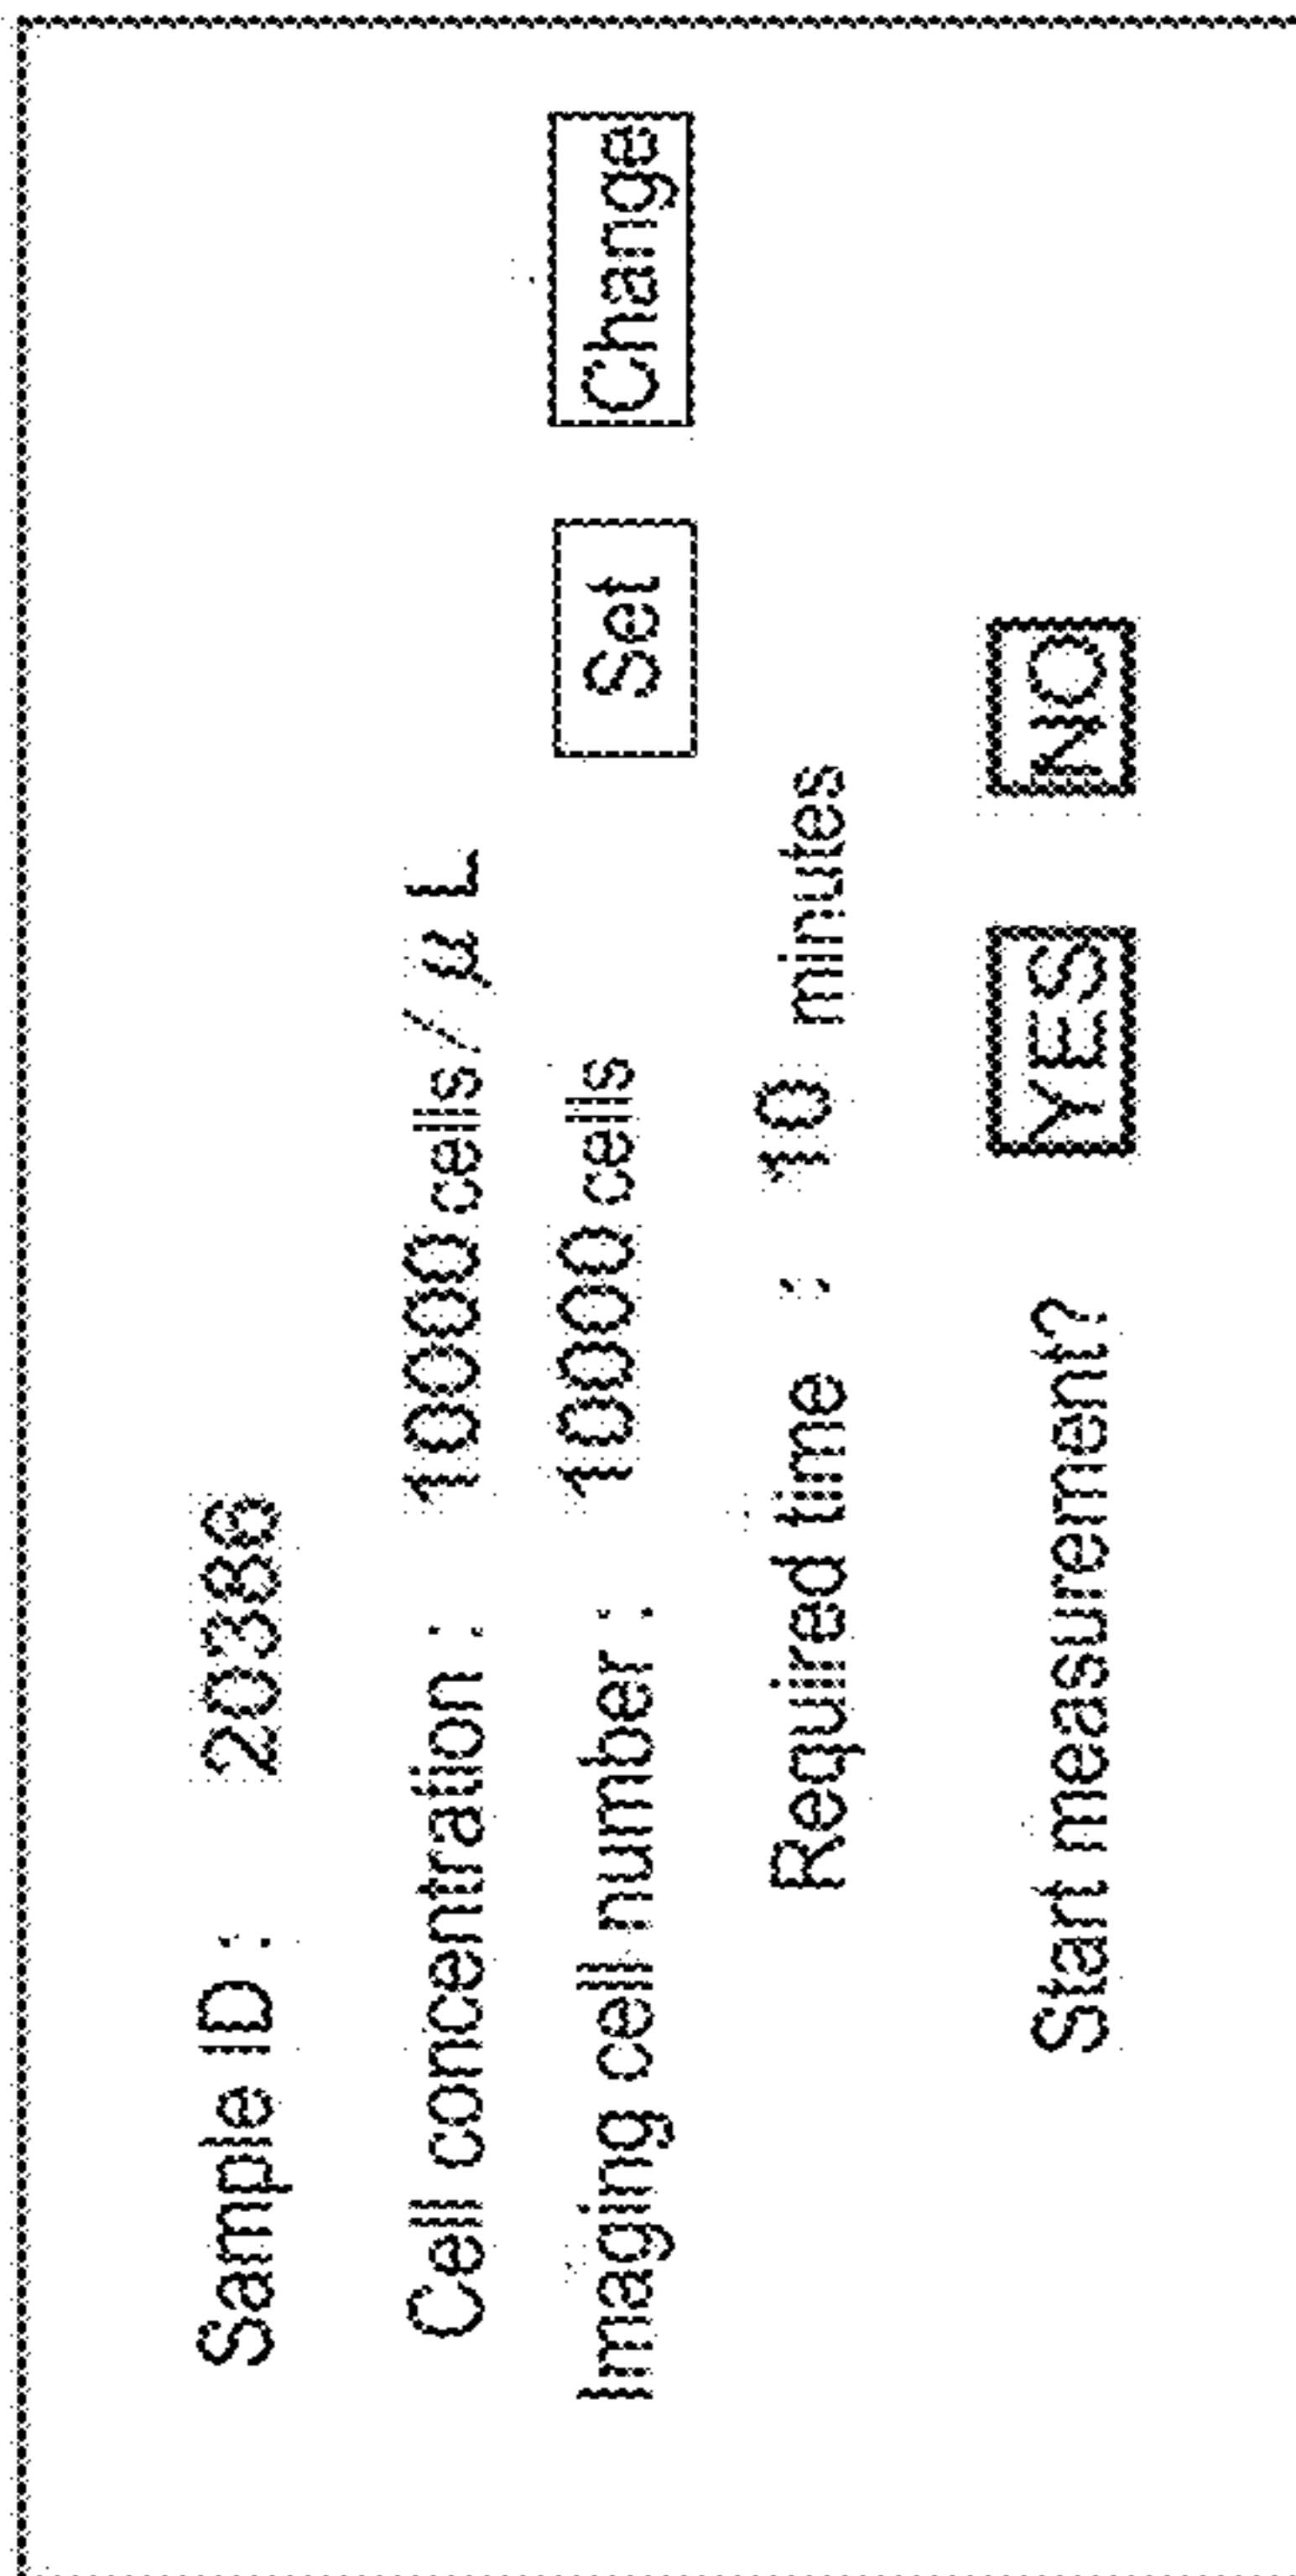 Sample ID : 20386
Cell concentration : 10000 cells/μL
Imaging cell number : 10000 cells Set Change
Required time : 10 minutes
Start measurement? YES NO